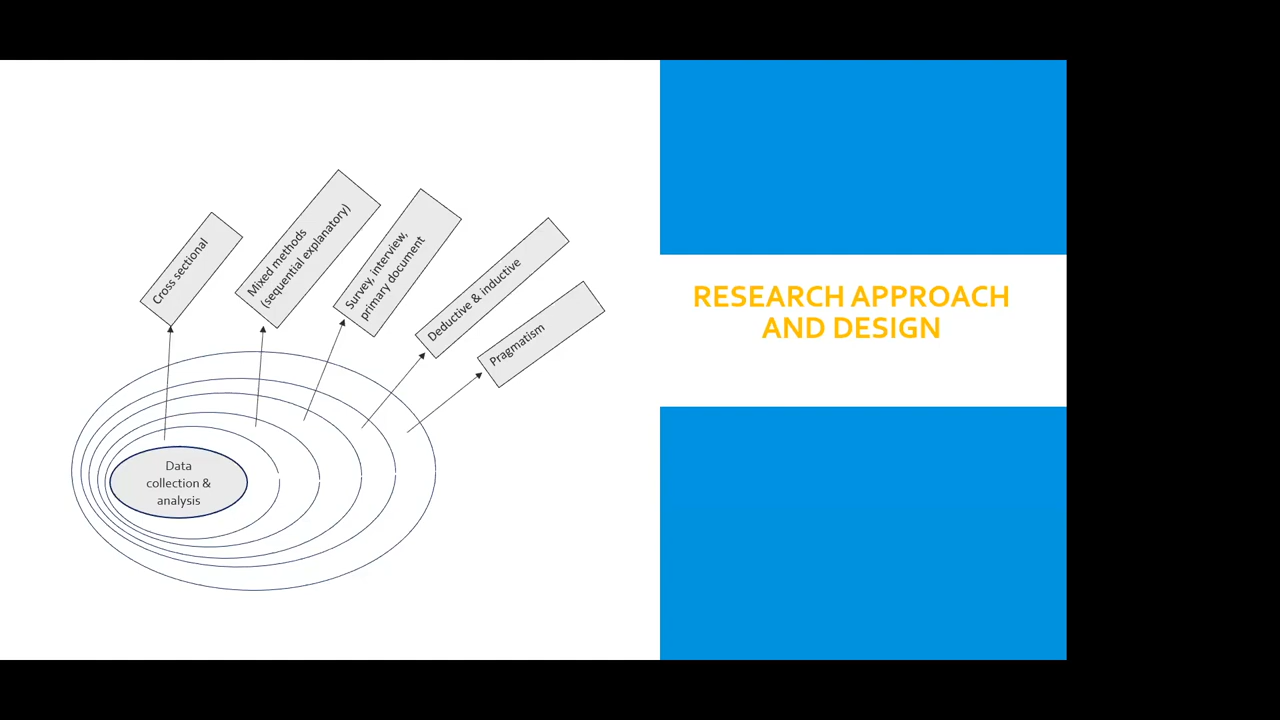 Cross sectional
Mixed methods
(sequential explanatory)
Survey, interview,
primary document
Deductive & inductive
Pragmatism
Data
collection &
analysis
RESEARCH APPROACH
AND DESIGN